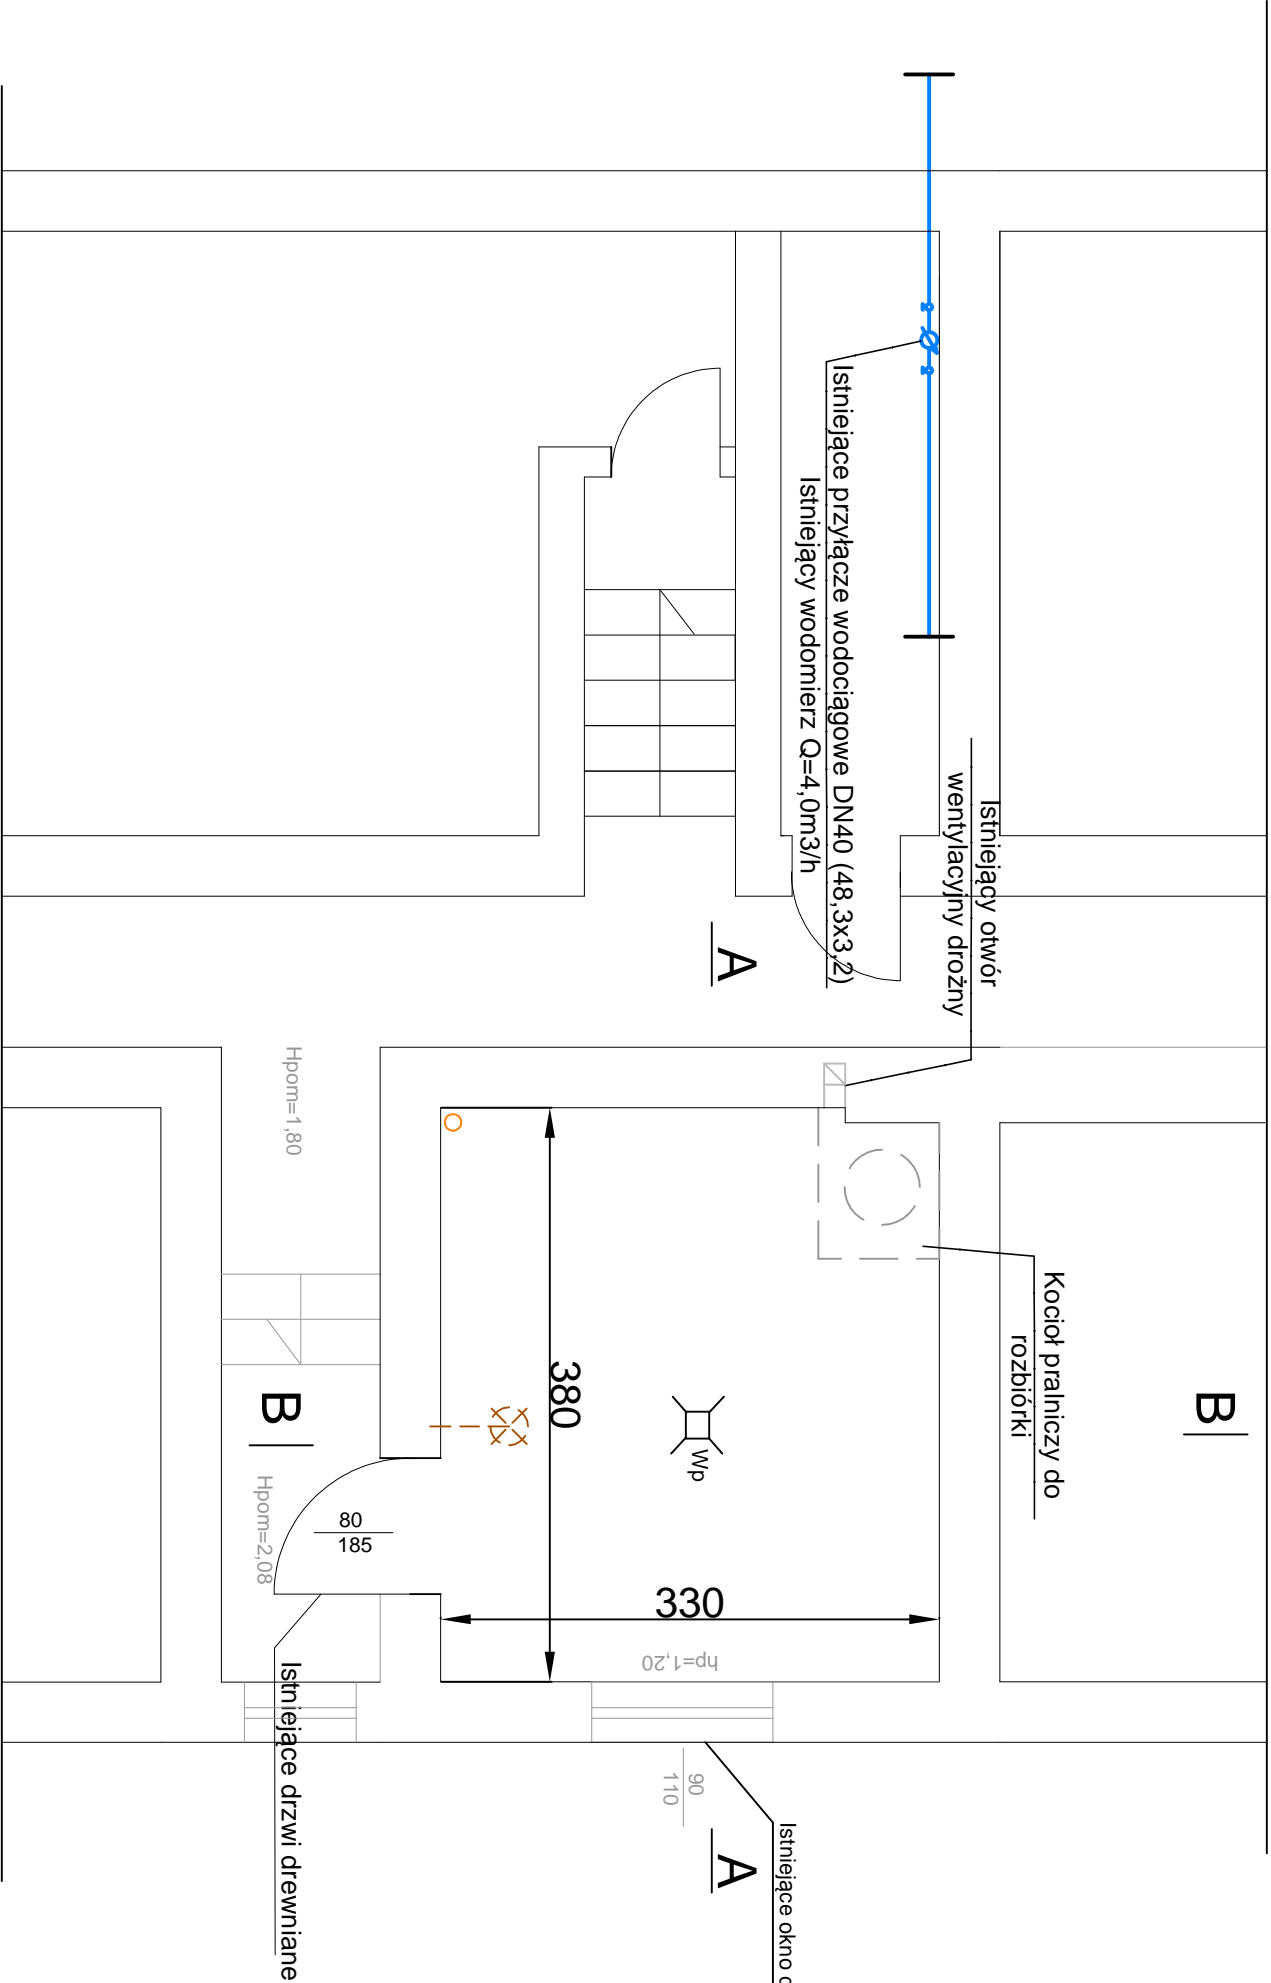 Istniejące przyłącze wodociągowe DN40 (48,3x3,2)
Istniejący wodomierz Q=4,0m3/h
Istniejący otwór
wentylacyjny drożny
A
Hpom=1,80
Kocioł pralniczy do
rozbiórki
B
B
380
Wp
Hpom=2,08
80
185
330
hp=1,20
90
110
A
Istniejące drzwi drewniane
Istniejące okno